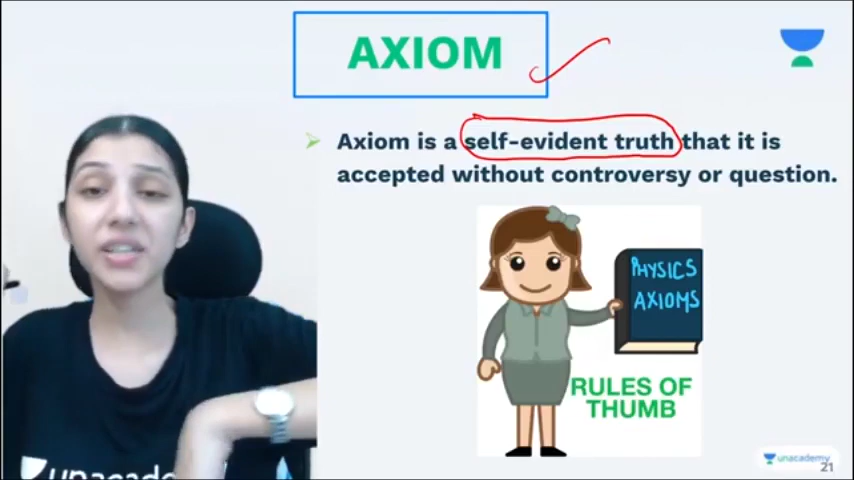 AXIOM
Axiom is a self-evident truth that it is
accepted without controversy or question.
PHYSICS
AXIOMS
RULES OF
THUMB
unacademy
unacademy
21